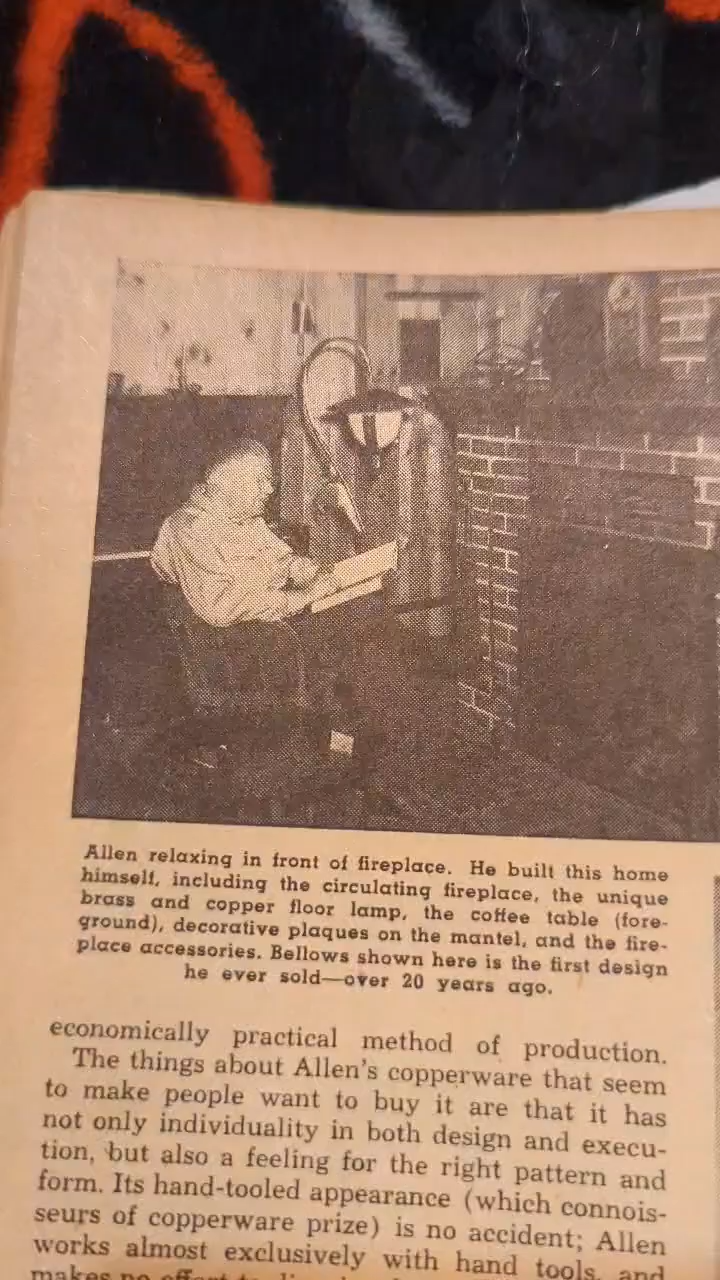 Allen relaxing in front of fireplace. He built this home
himself, including the circulating fireplace, the unique
brass and copper floor lamp, the coffee table (fore-
ground), decorative plaques on the mantel, and the fire-
place accessories. Bellows shown here is the first design
he ever sold—over 20 years ago.
economically practical method of production.
The things about Allen's copperware that seem
to make people want to buy it are that it has
not only individuality in both design and execu-
tion, but also a feeling for the right pattern and
form. Its hand-tooled appearance (which connois-
seurs of copperware prize) is no accident; Allen
works almost exclusively with hand tools, and
makes no effort to